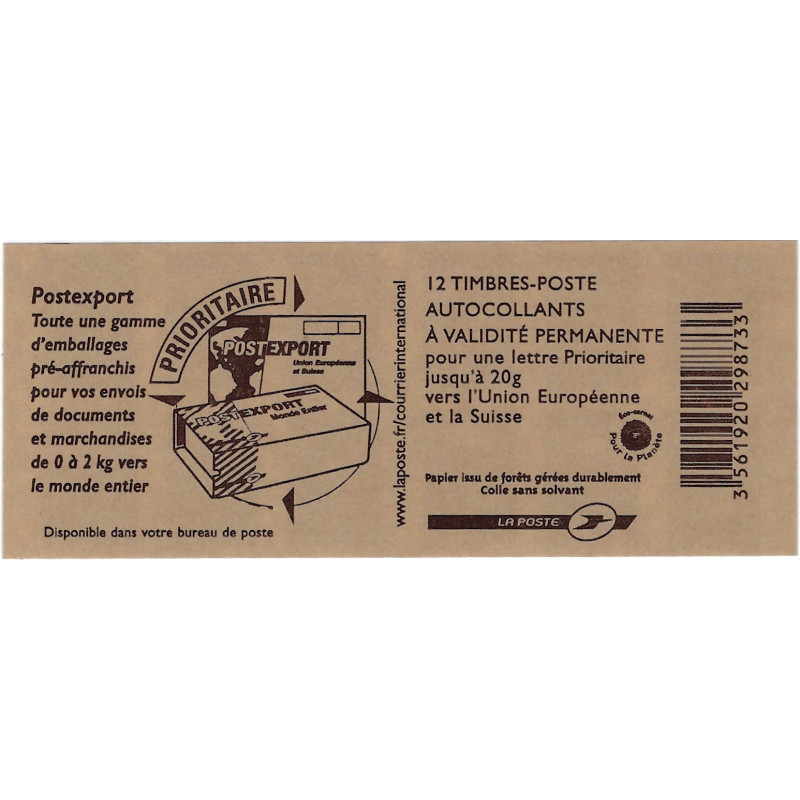 Postexport
Toute une gamme
d'emballages
pré-affranchis
pour vos envois
de documents
et marchandises
de 0 à 2 kg vers
le monde entier
Disponible dans votre bureau de poste
PRIORITAIRE
POSTEXPORT
Union Européenne
et Suisse
POSTEXPORT
Monde Entier
www.laposte.fr/courrierinternational
12 TIMBRES-POSTE
AUTOCOLLANTS
À VALIDITÉ PERMANENTE
pour une lettre Prioritaire
jusqu'à 20g
vers l'Union Européenne
et la Suisse
Éco-carnet
Pour la Planète
Papier issu de forêts gérées durablement
Colle sans solvant
LA POSTE
3 561920 298733